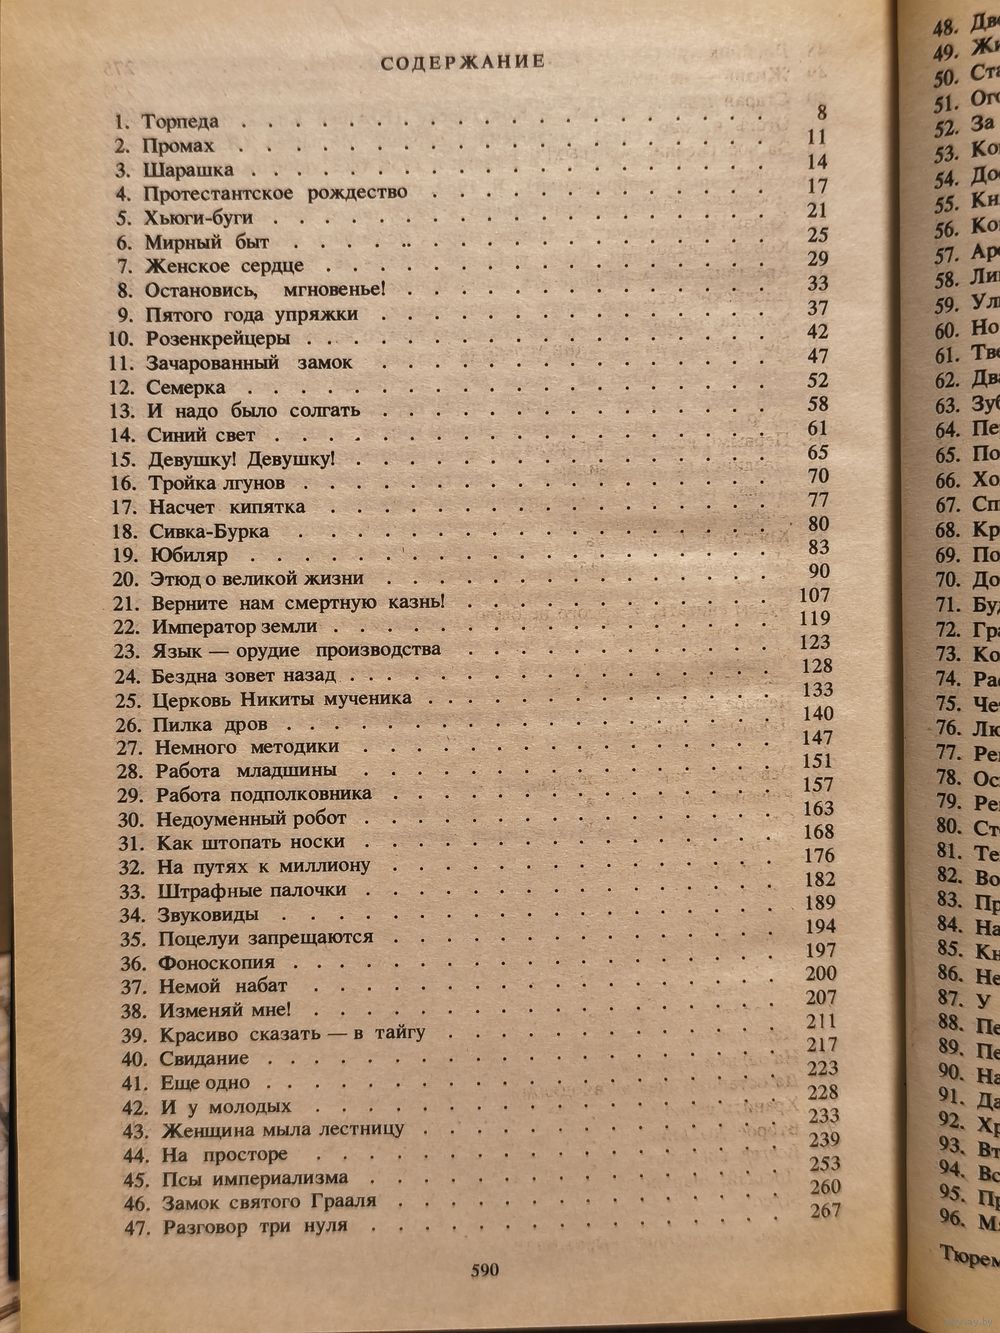 СОДЕРЖАНИЕ
1. Торпеда . . . . . . . . . . . . . . . . . . . . 8
2. Промах . . . . . . . . . . . . . . . . . . . . 11
3. Шарашка . . . . . . . . . . . . . . . . . . . . 14
4. Протестантское рождество . . . . . . . . . . . . . 17
5. Хьюги-буги . . . . . . . . . . . . . . . . . . . 21
6. Мирный быт . . . . . . . . . . . . . . . . . . 25
7. Женское сердце . . . . . . . . . . . . . . . . . 29
8. Остановись, мгновенье! . . . . . . . . . . . . . . 33
9. Пятого года упряжки . . . . . . . . . . . . . . . 37
10. Розенкрейцеры . . . . . . . . . . . . . . . . . . 42
11. Зачарованный замок . . . . . . . . . . . . . . . 47
12. Семерка . . . . . . . . . . . . . . . . . . . . 52
13. И надо было солгать . . . . . . . . . . . . . . . 58
14. Синий свет . . . . . . . . . . . . . . . . . . . 61
15. Девушку! Девушку! . . . . . . . . . . . . . . . . 65
16. Тройка лгунов . . . . . . . . . . . . . . . . . . 70
17. Насчет кипятка . . . . . . . . . . . . . . . . . 77
18. Сивка-Бурка . . . . . . . . . . . . . . . . . . 80
19. Юбиляр . . . . . . . . . . . . . . . . . . . . 83
20. Этюд о великой жизни . . . . . . . . . . . . . . . 90
21. Верните нам смертную казнь! . . . . . . . . . . . . 107
22. Император земли . . . . . . . . . . . . . . . . . 119
23. Язык — орудие производства . . . . . . . . . . . . 123
24. Бездна зовет назад . . . . . . . . . . . . . . . . 128
25. Церковь Никиты мученика . . . . . . . . . . . . . 133
26. Пилка дров . . . . . . . . . . . . . . . . . . . 140
27. Немного методики . . . . . . . . . . . . . . . . 147
28. Работа младшины . . . . . . . . . . . . . . . . 151
29. Работа подполковника . . . . . . . . . . . . . . . 157
30. Недоуменный робот . . . . . . . . . . . . . . . . 163
31. Как штопать носки . . . . . . . . . . . . . . . . 168
32. На путях к миллиону . . . . . . . . . . . . . . . 176
33. Штрафные палочки . . . . . . . . . . . . . . . . 182
34. Звуковиды . . . . . . . . . . . . . . . . . . . 189
35. Поцелуи запрещаются . . . . . . . . . . . . . . . 194
36. Фоноскопия . . . . . . . . . . . . . . . . . . . 197
37. Немой набат . . . . . . . . . . . . . . . . . . 200
38. Изменяй мне! . . . . . . . . . . . . . . . . . . 207
39. Красиво сказать — в тайгу . . . . . . . . . . . . . 211
40. Свидание . . . . . . . . . . . . . . . . . . . . 217
41. Еще одно . . . . . . . . . . . . . . . . . . . . 223
42. И у молодых . . . . . . . . . . . . . . . . . . 228
43. Женщина мыла лестницу . . . . . . . . . . . . . . 233
44. На просторе . . . . . . . . . . . . . . . . . . 239
45. Псы империализма . . . . . . . . . . . . . . . . 253
46. Замок святого Грааля . . . . . . . . . . . . . . . 260
47. Разговор три нуля . . . . . . . . . . . . . . . . 267
590
48.
49.
50.
51.
52. За
53.
54.
55.
56.
57.
58.
59.
60.
61.
62.
63.
64.
65.
66.
67.
68.
69.
70.
71.
72.
73.
74.
75.
76.
77.
78.
79.
80.
81.
82.
83.
84.
85.
86.
87. У
88.
89.
90.
91.
92.
93.
94.
95.
96.